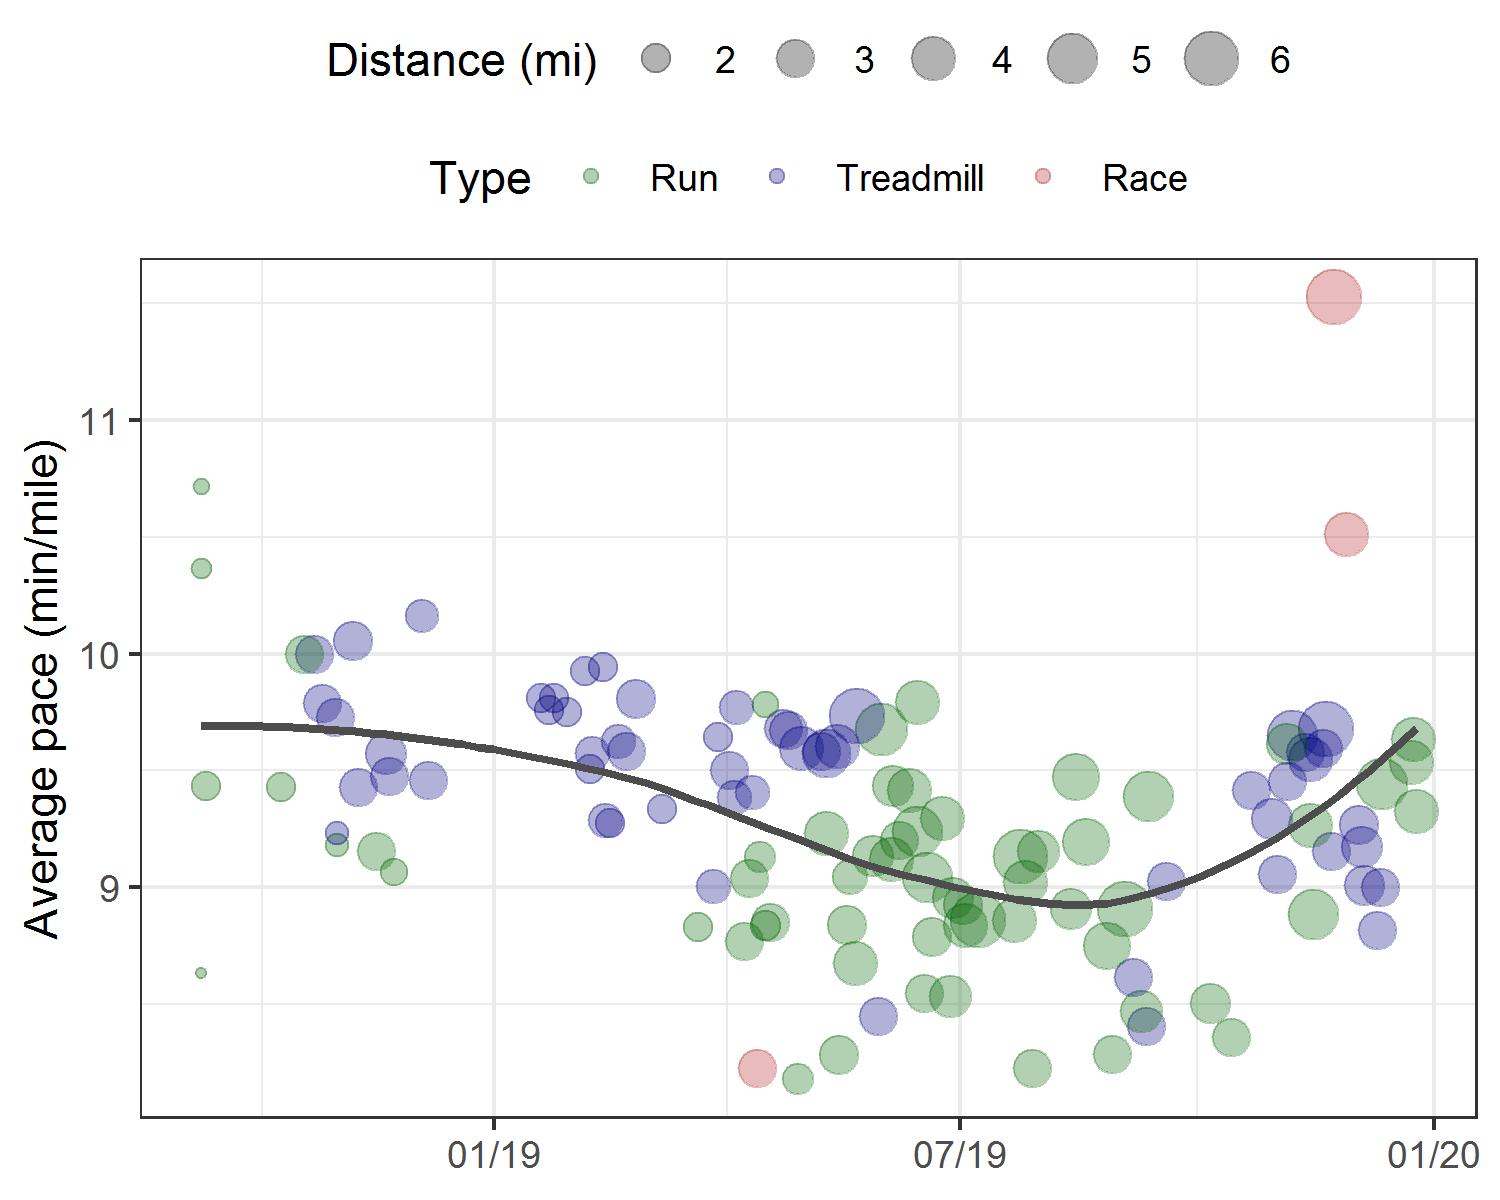 Distance (mi) 2 3 4 5 6
Type Run Treadmill Race
Average pace (min/mile)
11
10
9
01/19 07/19 01/20